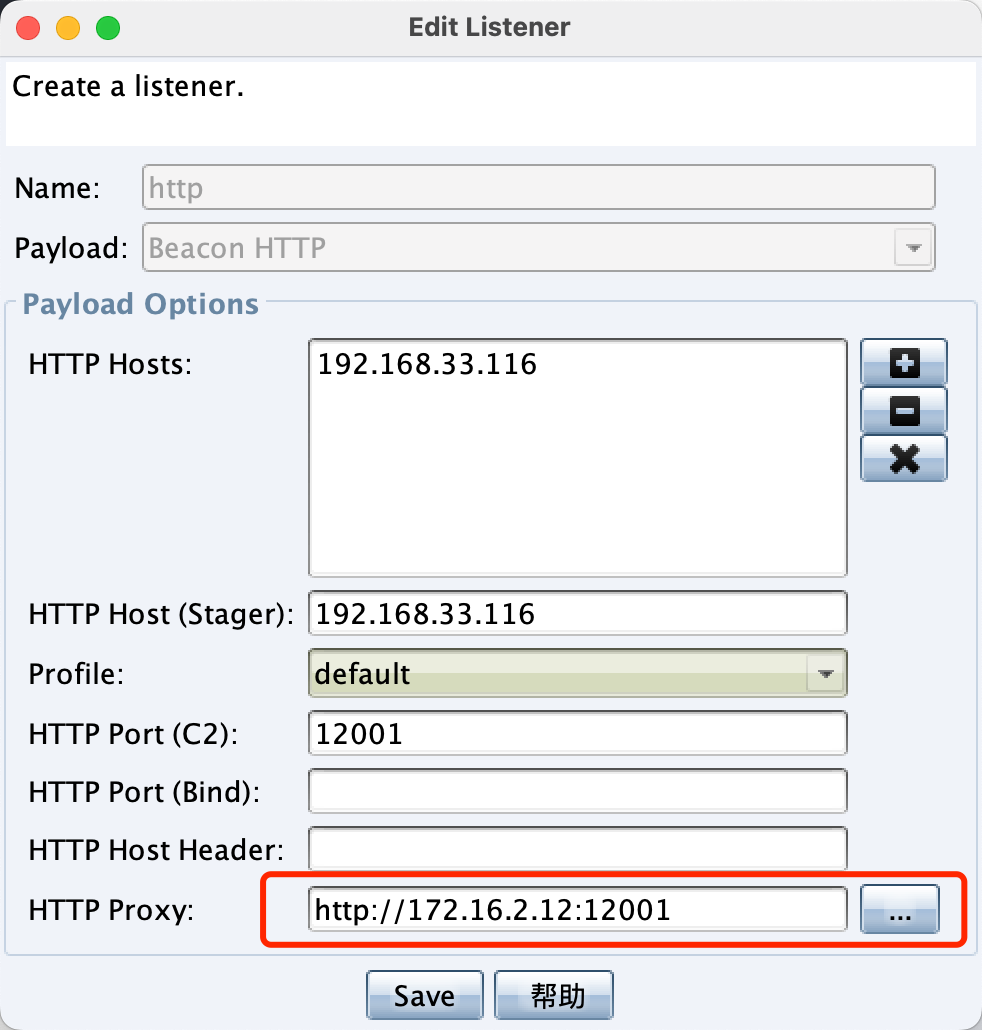 Edit Listener
Create a listener.
Name: http
Payload: Beacon HTTP
Payload Options
HTTP Hosts: 192.168.33.116
HTTP Host (Stager): 192.168.33.116
Profile: default
HTTP Port (C2): 12001
HTTP Port (Bind):
HTTP Host Header:
HTTP Proxy: http://172.16.2.12:12001 ...
Save 帮助